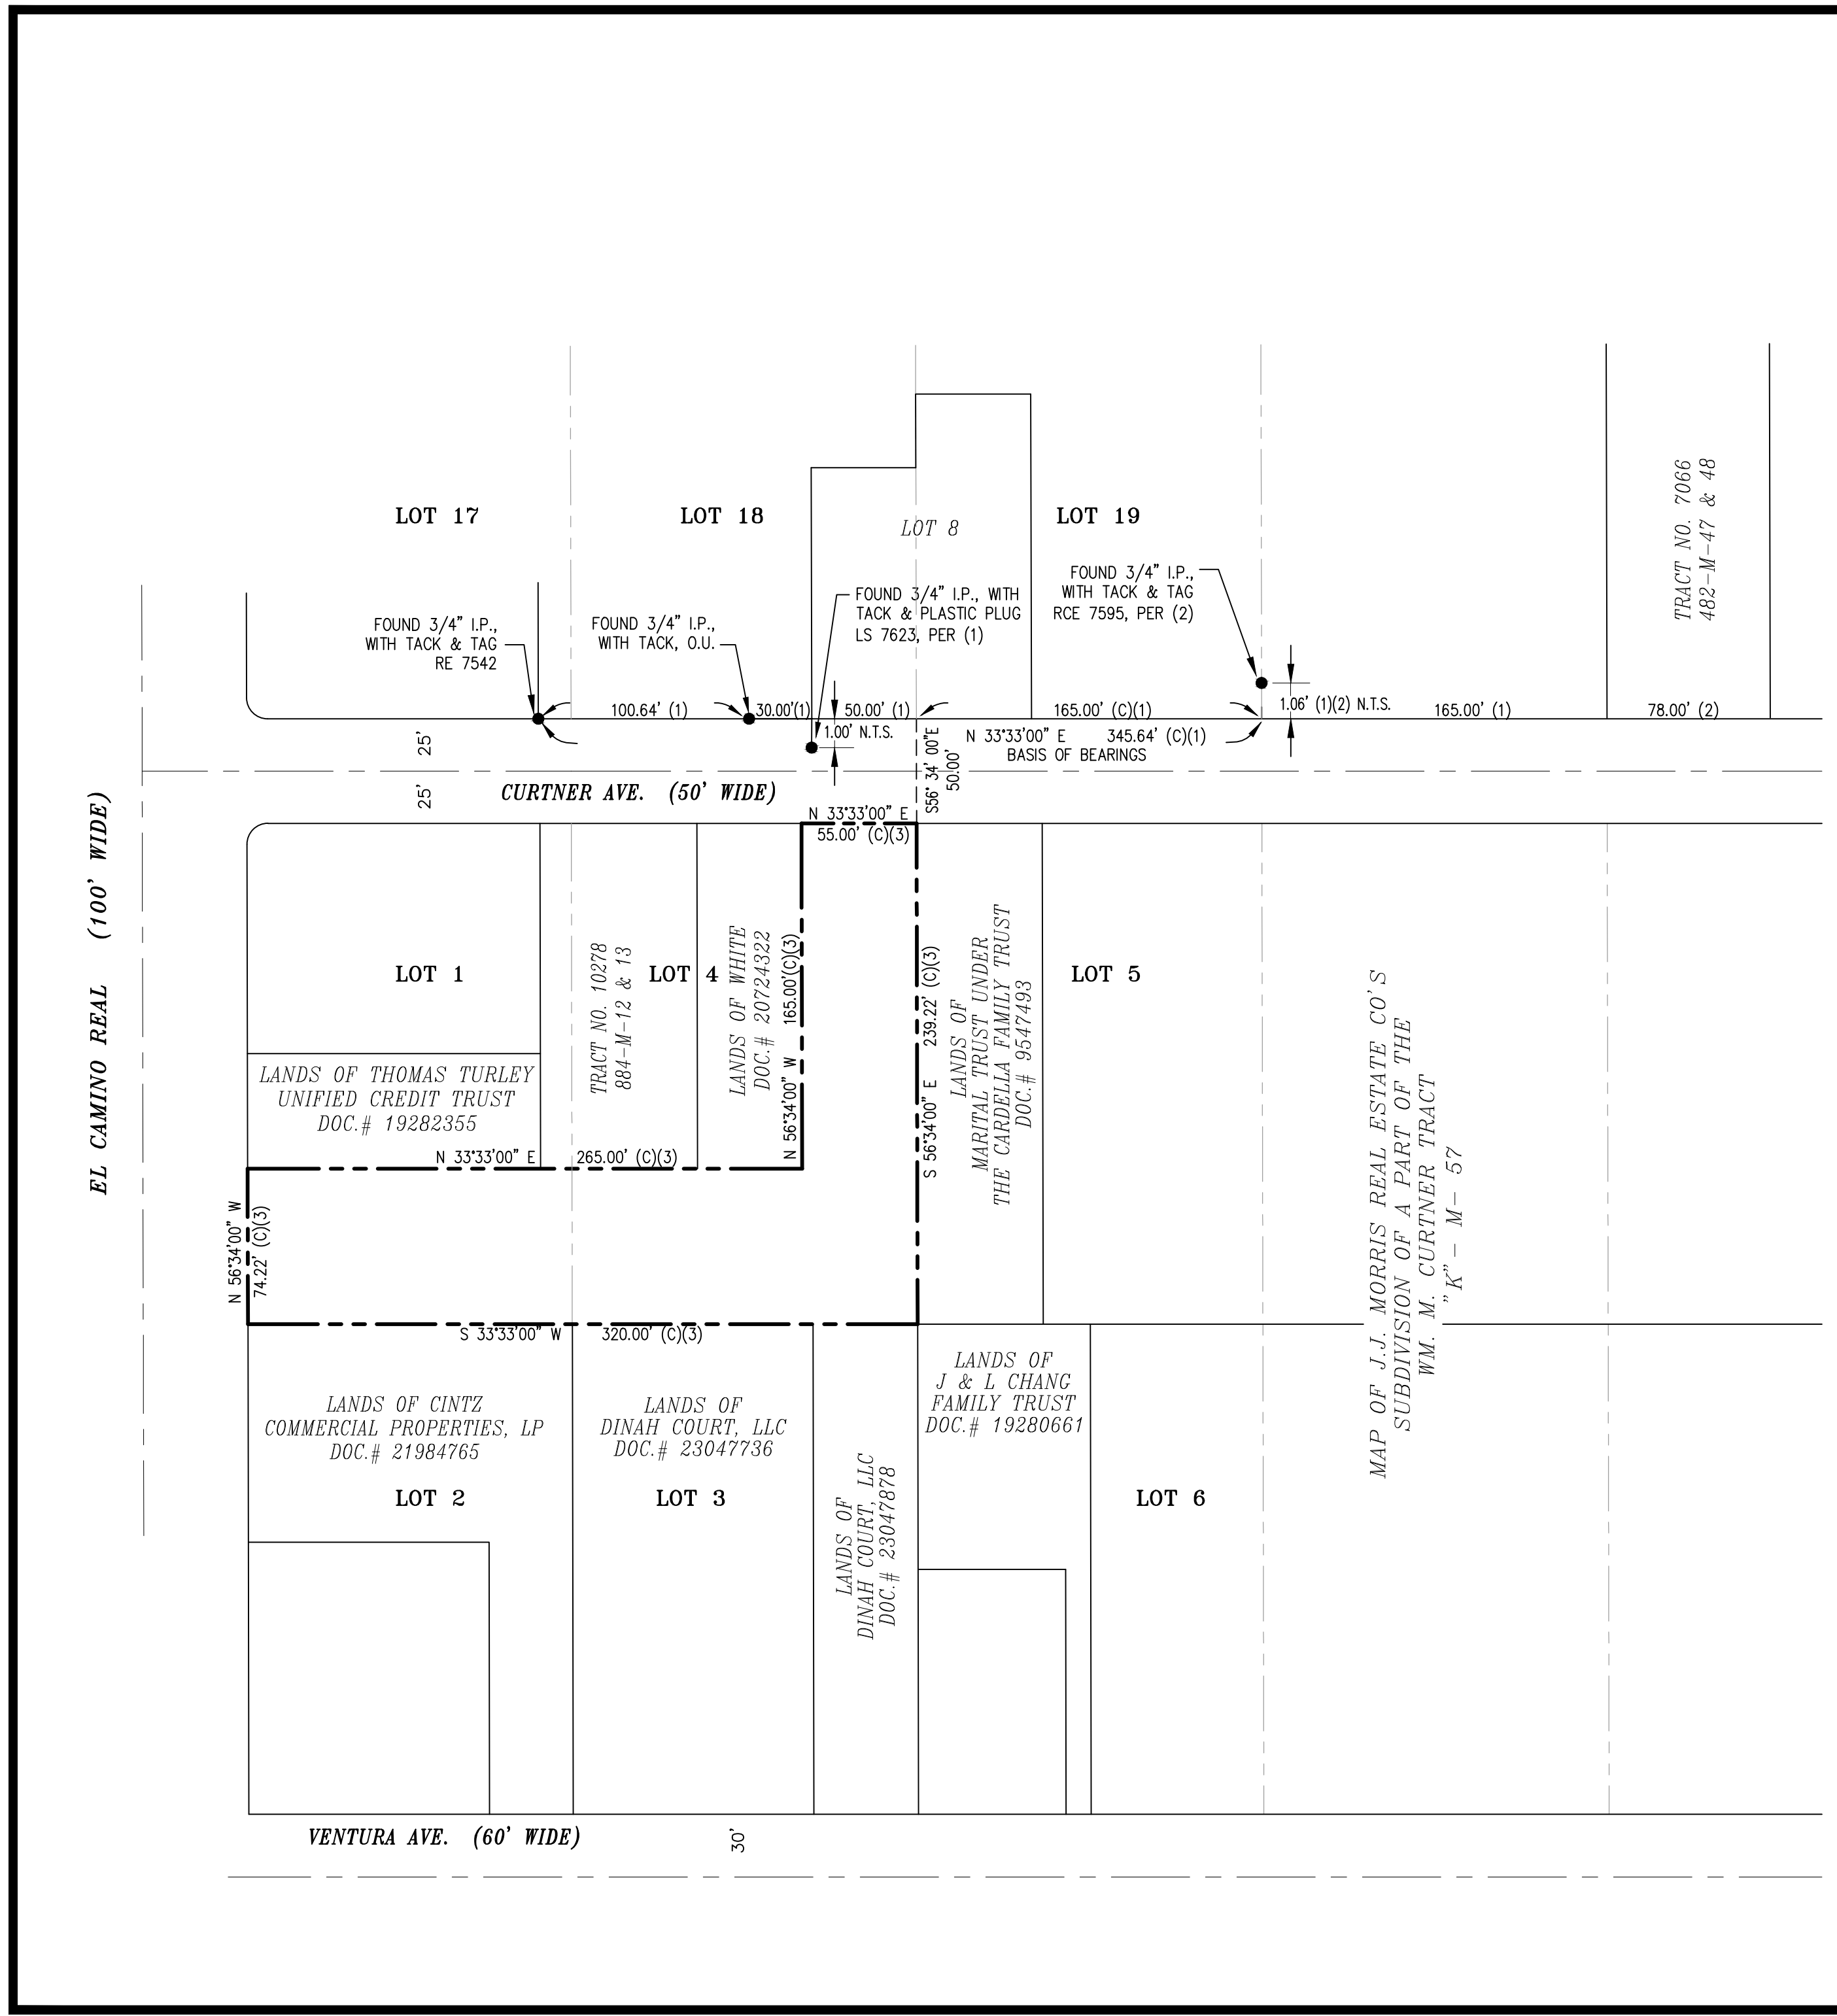 LOT 17
LOT 18
LOT 8
LOT 19
TRACT NO. 7066
482-M-47 & 48
FOUND 3/4" I.P.,
WITH TACK & TAG
RE 7542
FOUND 3/4" I.P.,
WITH TACK, O.U.
FOUND 3/4" I.P., WITH
TACK & PLASTIC PLUG
LS 7623, PER (1)
FOUND 3/4" I.P.,
WITH TACK & TAG
RCE 7595, PER (2)
100.64' (1)
30.00'(1)
50.00' (1)
165.00' (C)(1)
1.06' (1)(2) N.T.S.
165.00' (1)
78.00' (2)
1.00' N.T.S.
N 33°33'00" E 345.64' (C)(1)
BASIS OF BEARINGS
S56° 34' 00"E
50.00'
25'
25'
CURTNER AVE. (50' WIDE)
EL CAMINO REAL (100' WIDE)
N 33°33'00" E
55.00' (C)(3)
LOT 1
LOT 4
LOT 5
TRACT NO. 10278
884-M-12 & 13
LANDS OF WHITE
DOC.# 20724322
N 56°34'00" W 165.00'(C)(3)
S 56°34'00" E 239.22' (C)(3)
LANDS OF
MARITAL TRUST UNDER
THE CARDELLA FAMILY TRUST
DOC.# 9547493
LANDS OF THOMAS TURLEY
UNIFIED CREDIT TRUST
DOC.# 19282355
N 33°33'00" E 265.00' (C)(3)
N 56°34'00" W
74.22' (C)(3)
S 33°33'00" W 320.00' (C)(3)
MAP OF J.J. MORRIS REAL ESTATE CO'S
SUBDIVISION OF A PART OF THE
WM. M. CURTNER TRACT
"K"- M- 57
LANDS OF CINTZ
COMMERCIAL PROPERTIES, LP
DOC.# 21984765
LANDS OF
DINAH COURT, LLC
DOC.# 23047736
LANDS OF
J & L CHANG
FAMILY TRUST
DOC.# 19280661
LANDS OF
DINAH COURT, LLC
DOC.# 23047878
LOT 2
LOT 3
LOT 6
VENTURA AVE. (60' WIDE)
30'